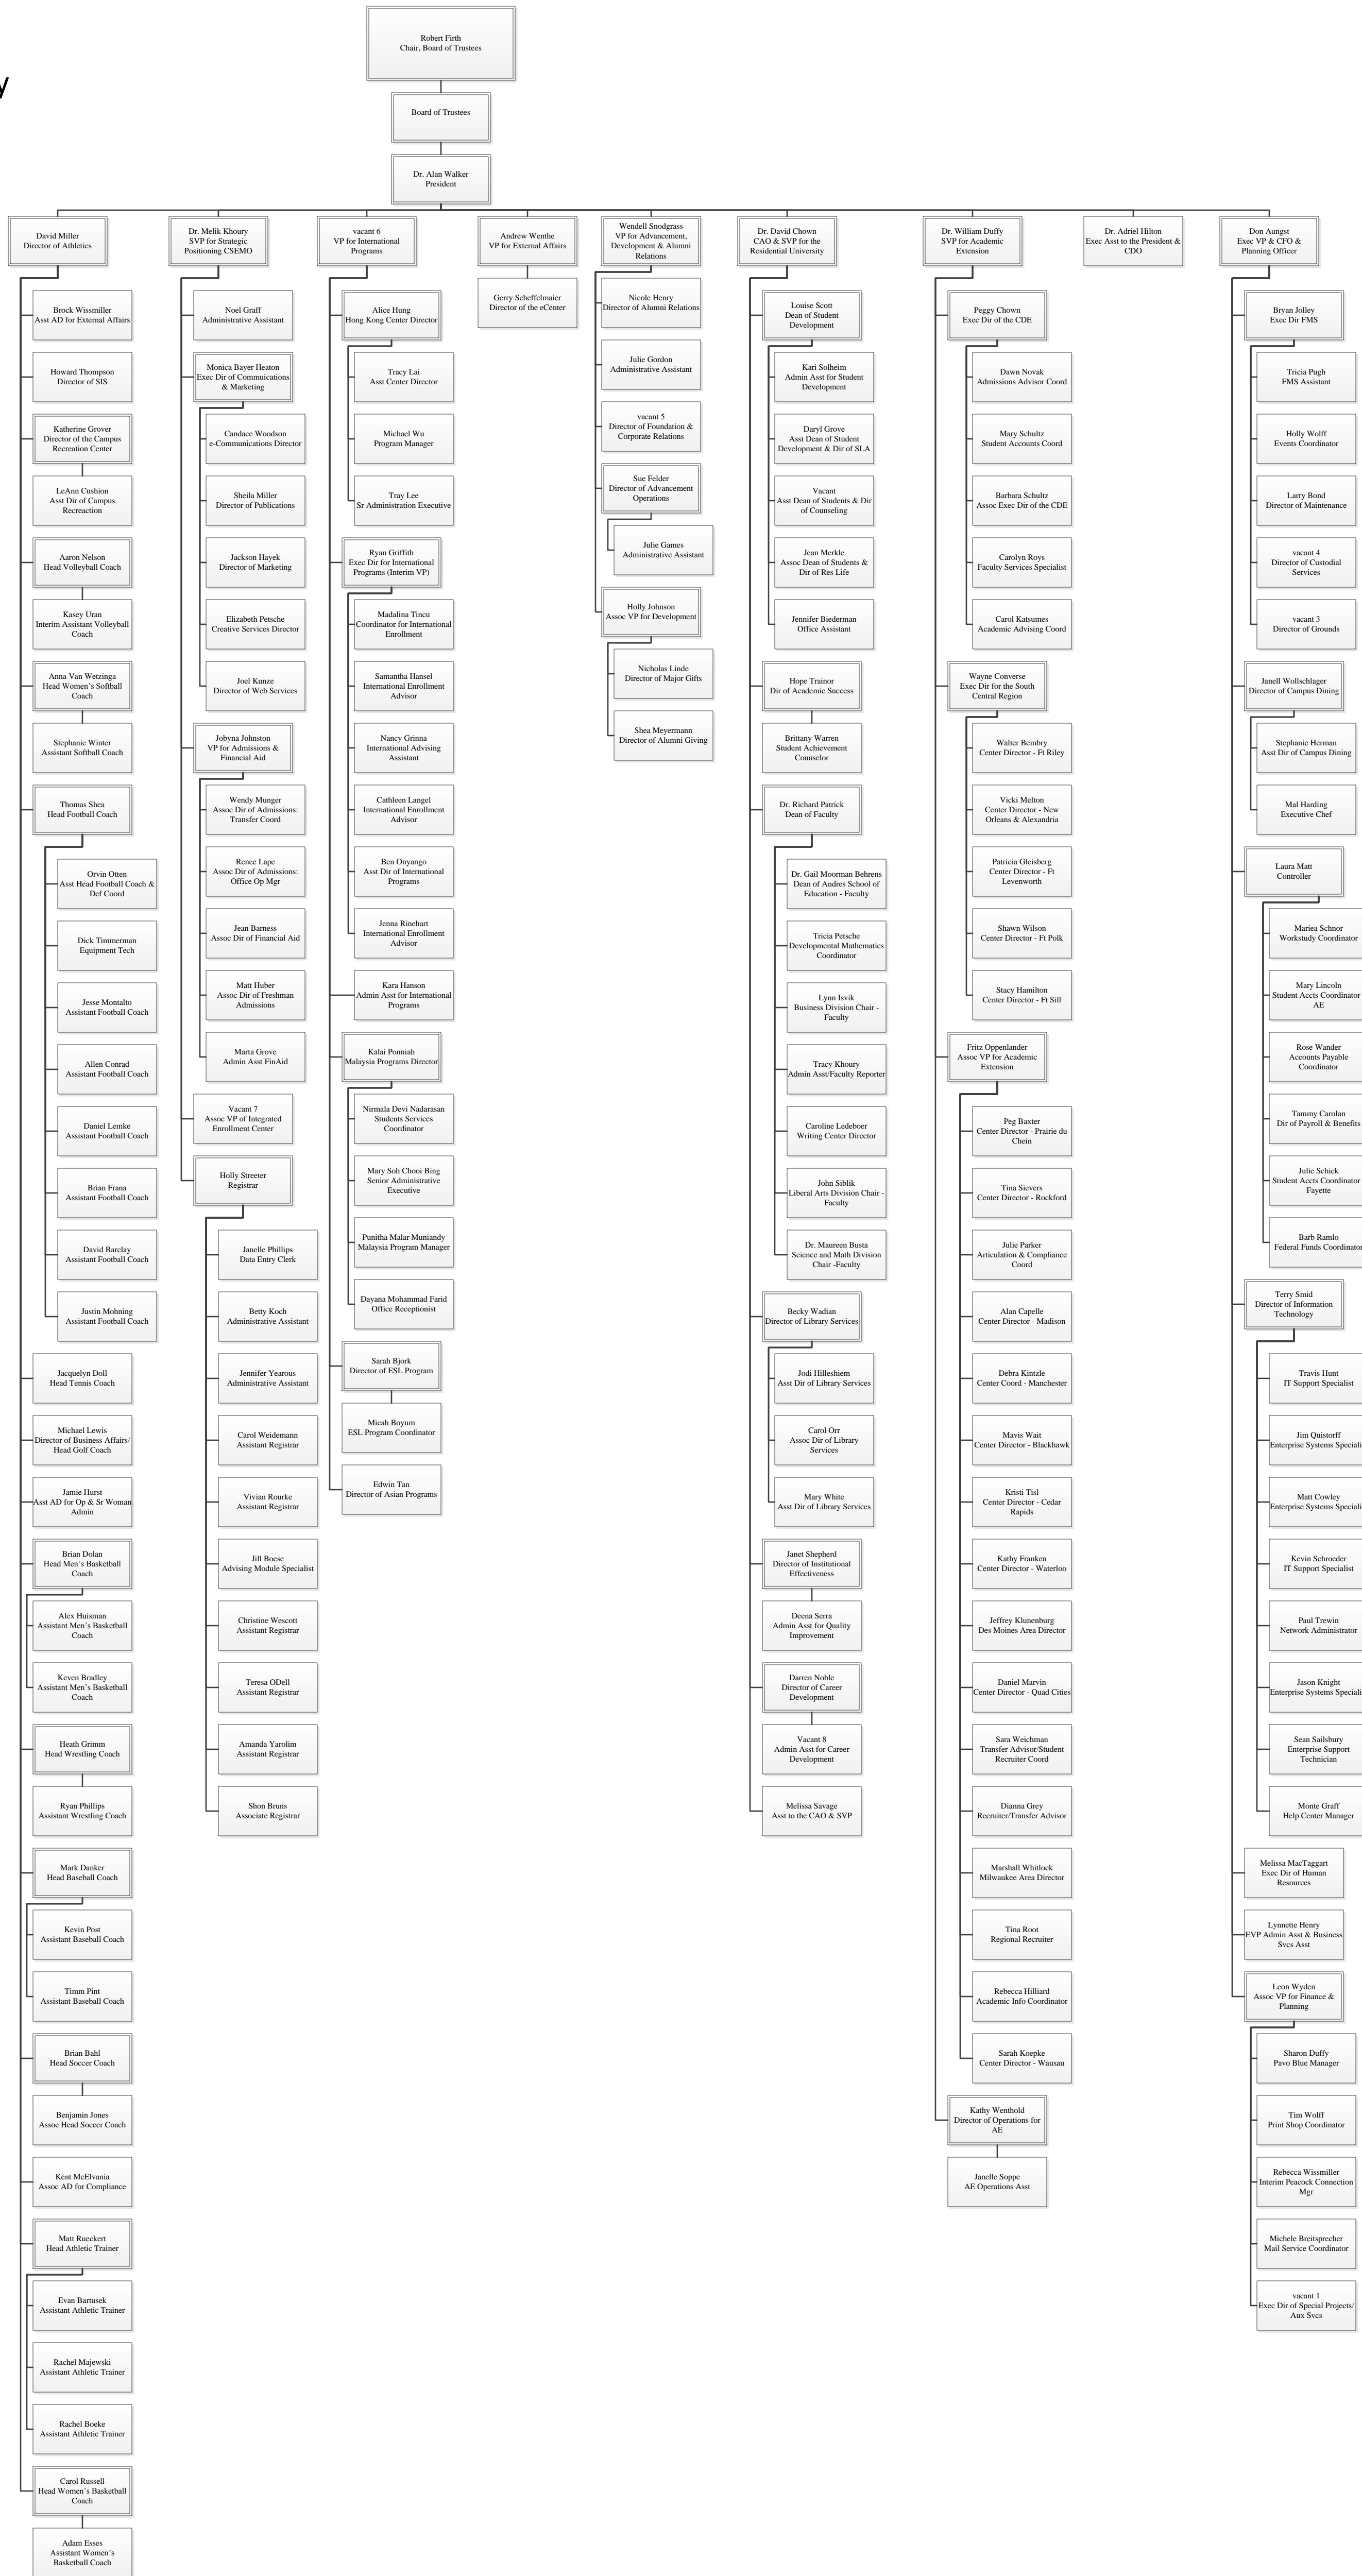 y
Robert Firth
Chair, Board of Trustees
Board of Trustees
Dr. Alan Walker
President
David Miller
Director of Athletics
Brock Wissmiller
Asst AD for External Affairs
Howard Thompson
Director of SIS
Katherine Grover
Director of the Campus
Recreation Center
LeAnn Cushion
Asst Dir of Campus
Recreaction
Aaron Nelson
Head Volleyball Coach
Kasey Uran
Interim Assistant Volleyball
Coach
Anna Van Wetzinga
Head Women's Softball
Coach
Stephanie Winter
Assistant Softball Coach
Thomas Shea
Head Football Coach
Orvin Otten
Asst Head Football Coach &
Def Coord
Dick Timmerman
Equipment Tech
Jesse Montalto
Assistant Football Coach
Allen Conrad
Assistant Football Coach
Daniel Lemke
Assistant Football Coach
Brian Frana
Assistant Football Coach
David Barclay
Assistant Football Coach
Justin Mohning
Assistant Football Coach
Jacquelyn Doll
Head Tennis Coach
Michael Lewis
Director of Business Affairs/
Head Golf Coach
Jamie Hurst
Asst AD for Op & Sr Woman
Admin
Brian Dolan
Head Men's Basketball
Coach
Alex Huisman
Assistant Men's Basketball
Coach
Keven Bradley
Assistant Men's Basketball
Coach
Heath Grimm
Head Wrestling Coach
Ryan Phillips
Assistant Wrestling Coach
Mark Danker
Head Baseball Coach
Kevin Post
Assistant Baseball Coach
Timm Pint
Assistant Baseball Coach
Brian Bahl
Head Soccer Coach
Benjamin Jones
Assoc Head Soccer Coach
Kent McElvania
Assoc AD for Compliance
Matt Rueckert
Head Athletic Trainer
Evan Bartusek
Assistant Athletic Trainer
Rachel Majewski
Assistant Athletic Trainer
Rachel Boeke
Assistant Athletic Trainer
Carol Russell
Head Women's Basketball
Coach
Adam Esses
Assistant Women's
Basketball Coach
Dr. Melik Khoury
SVP for Strategic
Positioning CSEMO
Noel Graff
Administrative Assistant
Monica Bayer Heaton
Exec Dir of Commuications
& Marketing
Candace Woodson
e-Communications Director
Sheila Miller
Director of Publications
Jackson Hayek
Director of Marketing
Elizabeth Petsche
Creative Services Director
Joel Kunze
Director of Web Services
Jobyna Johnston
VP for Admissions &
Financial Aid
Wendy Munger
Assoc Dir of Admissions:
Transfer Coord
Renee Lape
Assoc Dir of Admissions:
Office Op Mgr
Jean Barness
Assoc Dir of Financial Aid
Matt Huber
Assoc Dir of Freshman
Admissions
Marta Grove
Admin Asst FinAid
Vacant 7
Assoc VP of Integrated
Enrollment Center
Holly Streeter
Registrar
Janelle Phillips
Data Entry Clerk
Betty Koch
Administrative Assistant
Jennifer Yearous
Administrative Assistant
Carol Weidemann
Assistant Registrar
Vivian Rourke
Assistant Registrar
Jill Boese
Advising Module Specialist
Christine Wescott
Assistant Registrar
Teresa ODell
Assistant Registrar
Amanda Yarolim
Assistant Registrar
Shon Bruns
Associate Registrar
vacant 6
VP for International
Programs
Alice Hung
Hong Kong Center Director
Tracy Lai
Asst Center Director
Michael Wu
Program Manager
Tray Lee
Sr Administration Executive
Ryan Griffith
Exec Dir for International
Programs (Interim VP)
Madalina Tincu
Coordinator for International
Enrollment
Samantha Hansel
International Enrollment
Advisor
Nancy Grinna
International Advising
Assistant
Cathleen Langel
International Enrollment
Advisor
Ben Onyango
Asst Dir of International
Programs
Jenna Rinehart
International Enrollment
Advisor
Kara Hanson
Admin Asst for International
Programs
Kalai Ponniah
Malaysia Programs Director
Nirmala Devi Nadarasan
Students Services
Coordinator
Mary Soh Chooi Bing
Senior Administrative
Executive
Punitha Malar Muniandy
Malaysia Program Manager
Dayana Mohammad Farid
Office Receptionist
Sarah Bjork
Director of ESL Program
Micah Boyum
ESL Program Coordinator
Edwin Tan
Director of Asian Programs
Andrew Wenthe
VP for External Affairs
Gerry Scheffelmaier
Director of the eCenter
Wendell Snodgrass
VP for Advancement,
Development & Alumni
Relations
Nicole Henry
Director of Alumni Relations
Julie Gordon
Administrative Assistant
vacant 5
Director of Foundation &
Corporate Relations
Sue Felder
Director of Advancement
Operations
Julie Games
Administrative Assistant
Holly Johnson
Assoc VP for Development
Nicholas Linde
Director of Major Gifts
Shea Meyermann
Director of Alumni Giving
Dr. David Chown
CAO & SVP for the
Residential University
Louise Scott
Dean of Student
Development
Kari Solheim
Admin Asst for Student
Development
Daryl Grove
Asst Dean of Student
Development & Dir of SLA
Vacant
Asst Dean of Students & Dir
of Counseling
Jean Merkle
Assoc Dean of Students &
Dir of Res Life
Jennifer Biederman
Office Assistant
Hope Trainor
Dir of Academic Success
Brittany Warren
Student Achievement
Counselor
Dr. Richard Patrick
Dean of Faculty
Dr. Gail Moorman Behrens
Dean of Andres School of
Education - Faculty
Tricia Petsche
Developmental Mathematics
Coordinator
Lynn Isvik
Business Division Chair -
Faculty
Tracy Khoury
Admin Asst/Faculty Reporter
Caroline Ledeboer
Writing Center Director
John Siblik
Liberal Arts Division Chair -
Faculty
Dr. Maureen Busta
Science and Math Division
Chair -Faculty
Becky Wadian
Director of Library Services
Jodi Hilleshiem
Asst Dir of Library Services
Carol Orr
Assoc Dir of Library
Services
Mary White
Asst Dir of Library Services
Janet Shepherd
Director of Institutional
Effectiveness
Deena Serra
Admin Asst for Quality
Improvement
Darren Noble
Director of Career
Development
Vacant 8
Admin Asst for Career
Development
Melissa Savage
Asst to the CAO & SVP
Dr. William Duffy
SVP for Academic
Extension
Peggy Chown
Exec Dir of the CDE
Dawn Novak
Admissions Advisor Coord
Mary Schultz
Student Accounts Coord
Barbara Schultz
Assoc Exec Dir of the CDE
Carolyn Roys
Faculty Services Specialist
Carol Katsumes
Academic Advising Coord
Wayne Converse
Exec Dir for the South
Central Region
Walter Bembry
Center Director - Ft Riley
Vicki Melton
Center Director - New
Orleans & Alexandria
Patricia Gleisberg
Center Director - Ft
Levenworth
Shawn Wilson
Center Director - Ft Polk
Stacy Hamilton
Center Director - Ft Sill
Fritz Oppenlander
Assoc VP for Academic
Extension
Peg Baxter
Center Director - Prairie du
Chein
Tina Sievers
Center Director - Rockford
Julie Parker
Articulation & Compliance
Coord
Alan Capelle
Center Director - Madison
Debra Kintzle
Center Coord - Manchester
Mavis Wait
Center Director - Blackhawk
Kristi Tisl
Center Director - Cedar
Rapids
Kathy Franken
Center Director - Waterloo
Jeffrey Klunenburg
Des Moines Area Director
Daniel Marvin
Center Director - Quad Cities
Sara Weichman
Transfer Advisor/Student
Recruiter Coord
Dianna Grey
Recruiter/Transfer Advisor
Marshall Whitlock
Milwaukee Area Director
Tina Root
Regional Recruiter
Rebecca Hilliard
Academic Info Coordinator
Sarah Koepke
Center Director - Wausau
Kathy Wenthold
Director of Operations for
AE
Janelle Soppe
AE Operations Asst
Dr. Adriel Hilton
Exec Asst to the President &
CDO
Don Aungst
Exec VP & CFO &
Planning Officer
Bryan Jolley
Exec Dir FMS
Tricia Pugh
FMS Assistant
Holly Wolff
Events Coordinator
Larry Bond
Director of Maintenance
vacant 4
Director of Custodial
Services
vacant 3
Director of Grounds
Janell Wollschlager
Director of Campus Dining
Stephanie Herman
Asst Dir of Campus Dining
Mal Harding
Executive Chef
Laura Matt
Controller
Mariea Schnor
Workstudy Coordinator
Mary Lincoln
Student Accts Coordinator
AE
Rose Wander
Accounts Payable
Coordinator
Tammy Carolan
Dir of Payroll & Benefits
Julie Schick
Student Accts Coordinator
Fayette
Barb Ramlo
Federal Funds Coordinator
Terry Smid
Director of Information
Technology
Travis Hunt
IT Support Specialist
Jim Quistorff
Enterprise Systems Speciali
Matt Cowley
Enterprise Systems Speciali
Kevin Schroeder
IT Support Specialist
Paul Trewin
Network Administrator
Jason Knight
Enterprise Systems Speciali
Sean Sailsbury
Enterprise Support
Technician
Monte Graff
Help Center Manager
Melissa MacTaggart
Exec Dir of Human
Resources
Lynnette Henry
EVP Admin Asst & Business
Svcs Asst
Leon Wyden
Assoc VP for Finance &
Planning
Sharon Duffy
Pavo Blue Manager
Tim Wolff
Print Shop Coordinator
Rebecca Wissmiller
Interim Peacock Connection
Mgr
Michele Breitsprecher
Mail Service Coordinator
vacant 1
Exec Dir of Special Projects/
Aux Svcs